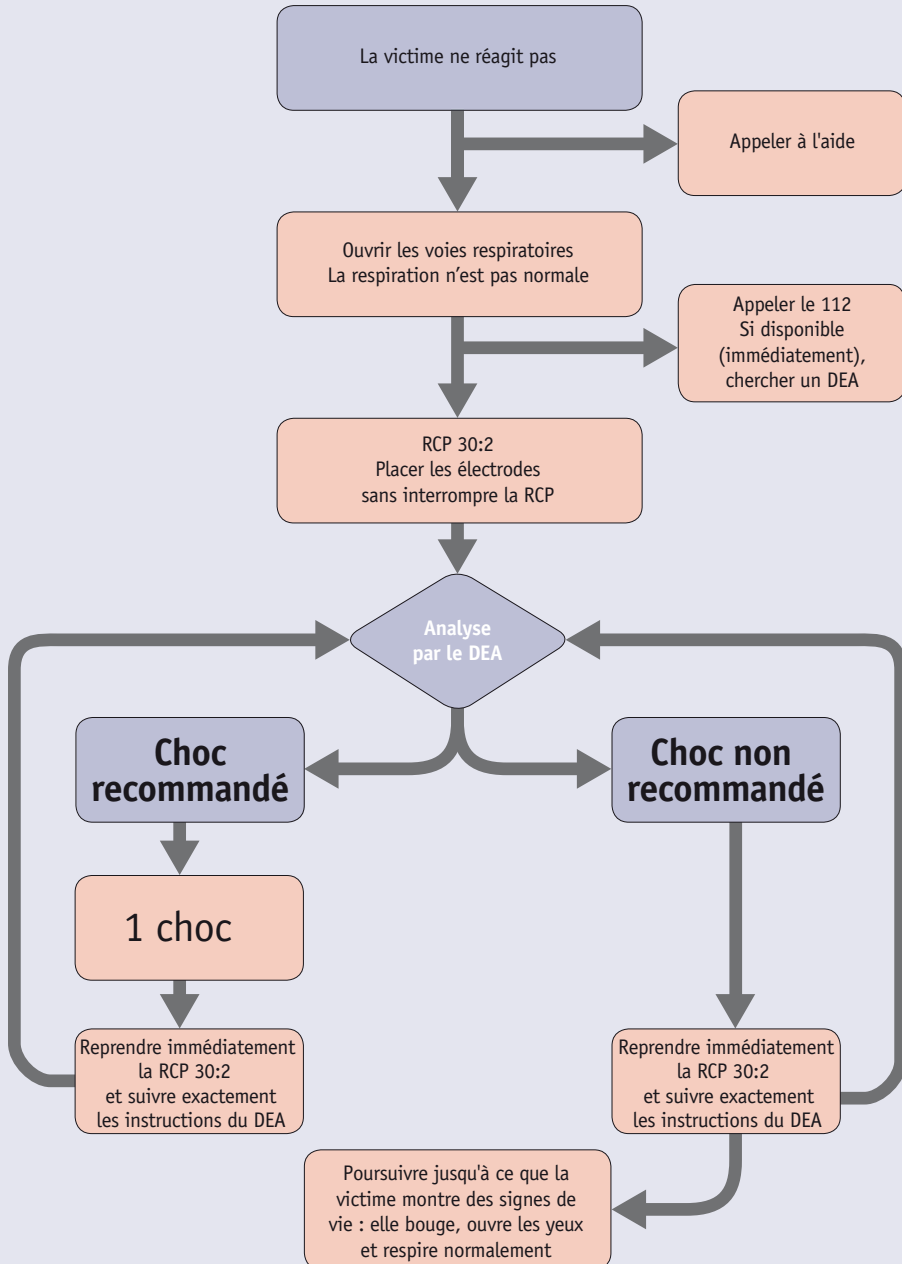 La victime ne réagit pas
Appeler à l'aide
Ouvrir les voies respiratoires
La respiration n’est pas normale
Appeler le 112
Si disponible
(immédiatement),
chercher un DEA
RCP 30:2
Placer les électrodes
sans interrompre la RCP
Analyse
par le DEA
Choc
recommandé
Choc non
recommandé
1 choc
Reprendre immédiatement
la RCP 30:2
et suivre exactement
les instructions du DEA
Reprendre immédiatement
la RCP 30:2
et suivre exactement
les instructions du DEA
Poursuivre jusqu'à ce que la
victime montre des signes de
vie : elle bouge, ouvre les yeux
et respire normalement